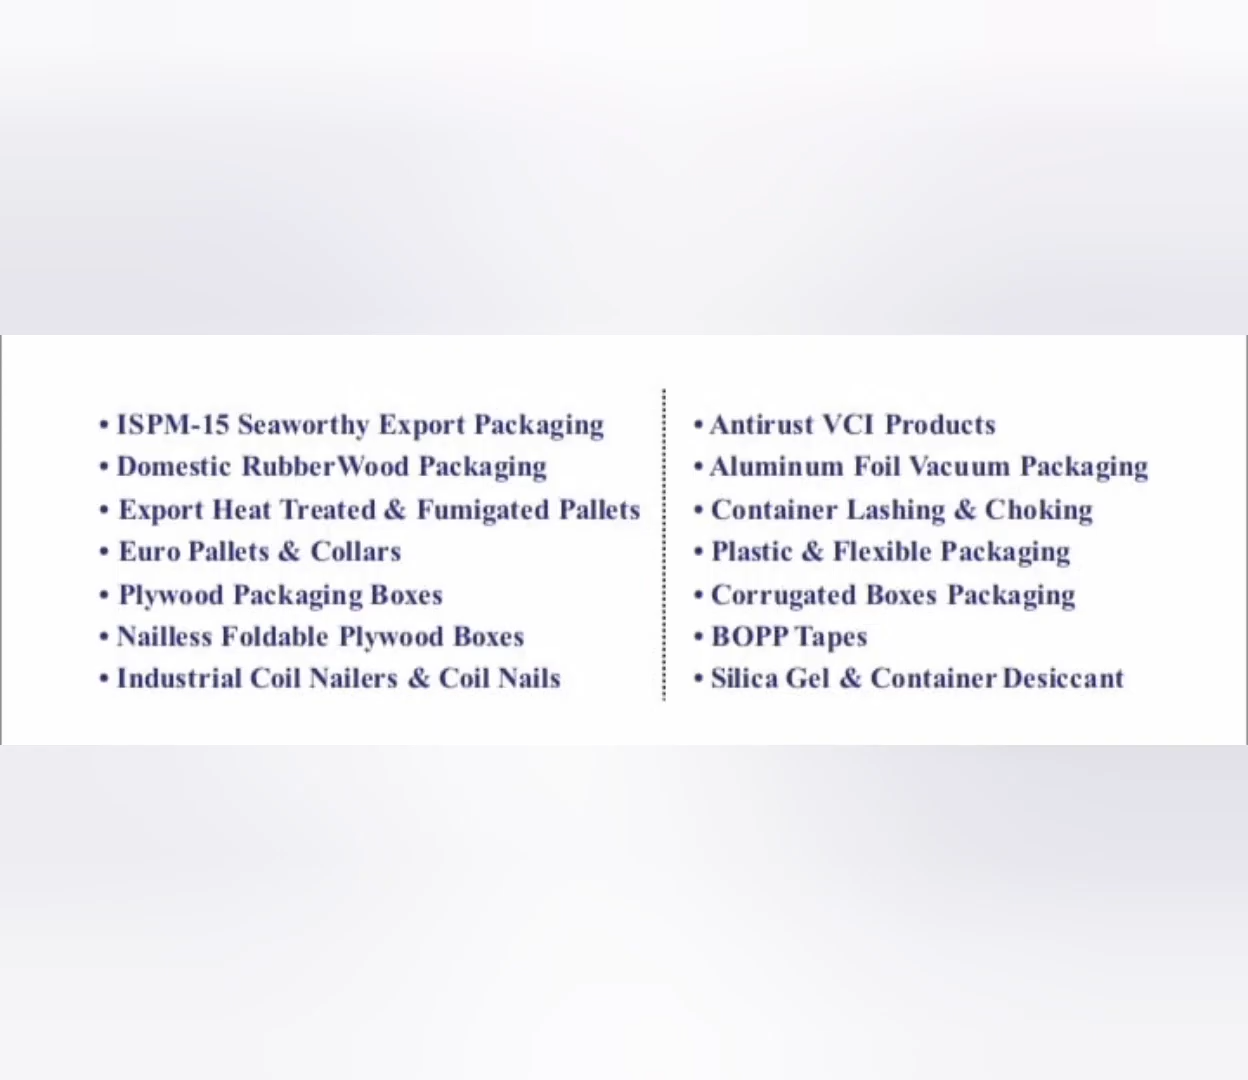 • ISPM-15 Seaworthy Export Packaging
• Domestic RubberWood Packaging
• Export Heat Treated & Fumigated Pallets
• Euro Pallets & Collars
• Plywood Packaging Boxes
• Nailless Foldable Plywood Boxes
• Industrial Coil Nailers & Coil Nails
• Antirust VCI Products
• Aluminum Foil Vacuum Packaging
• Container Lashing & Choking
• Plastic & Flexible Packaging
• Corrugated Boxes Packaging
• BOPP Tapes
• Silica Gel & Container Desiccant